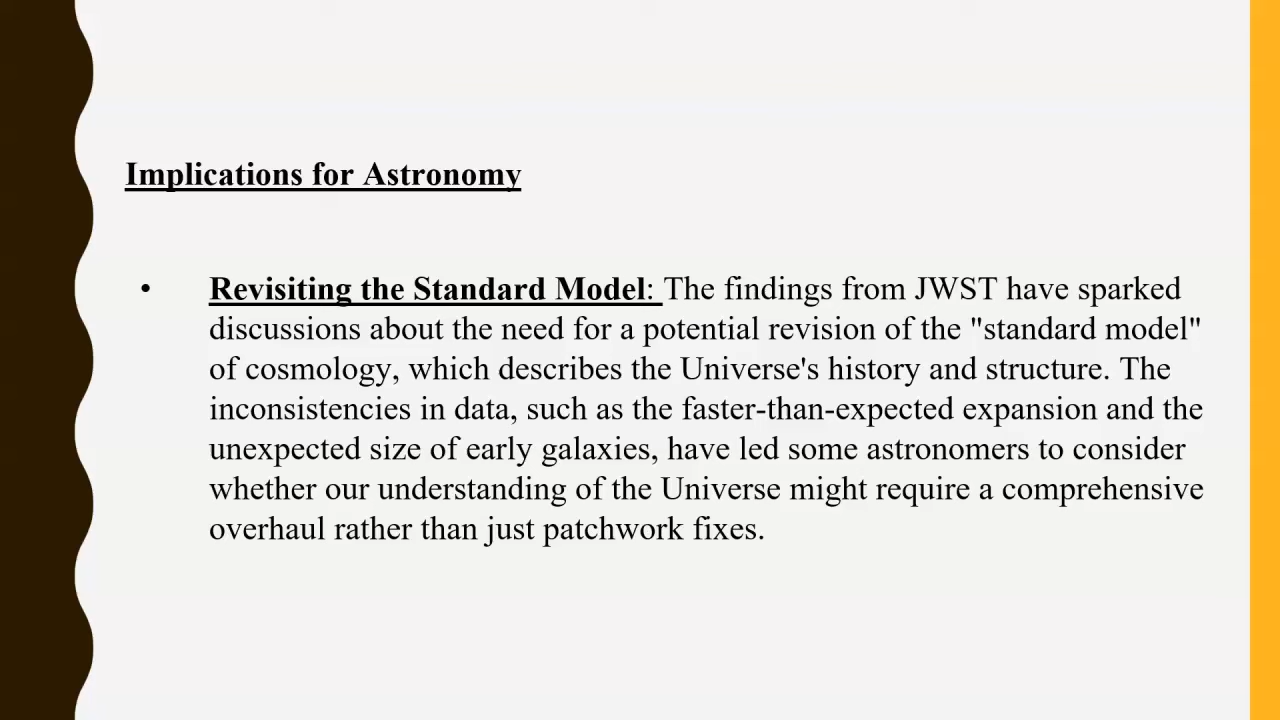 Implications for Astronomy
• Revisiting the Standard Model: The findings from JWST have sparked
discussions about the need for a potential revision of the "standard model"
of cosmology, which describes the Universe's history and structure. The
inconsistencies in data, such as the faster-than-expected expansion and the
unexpected size of early galaxies, have led some astronomers to consider
whether our understanding of the Universe might require a comprehensive
overhaul rather than just patchwork fixes.